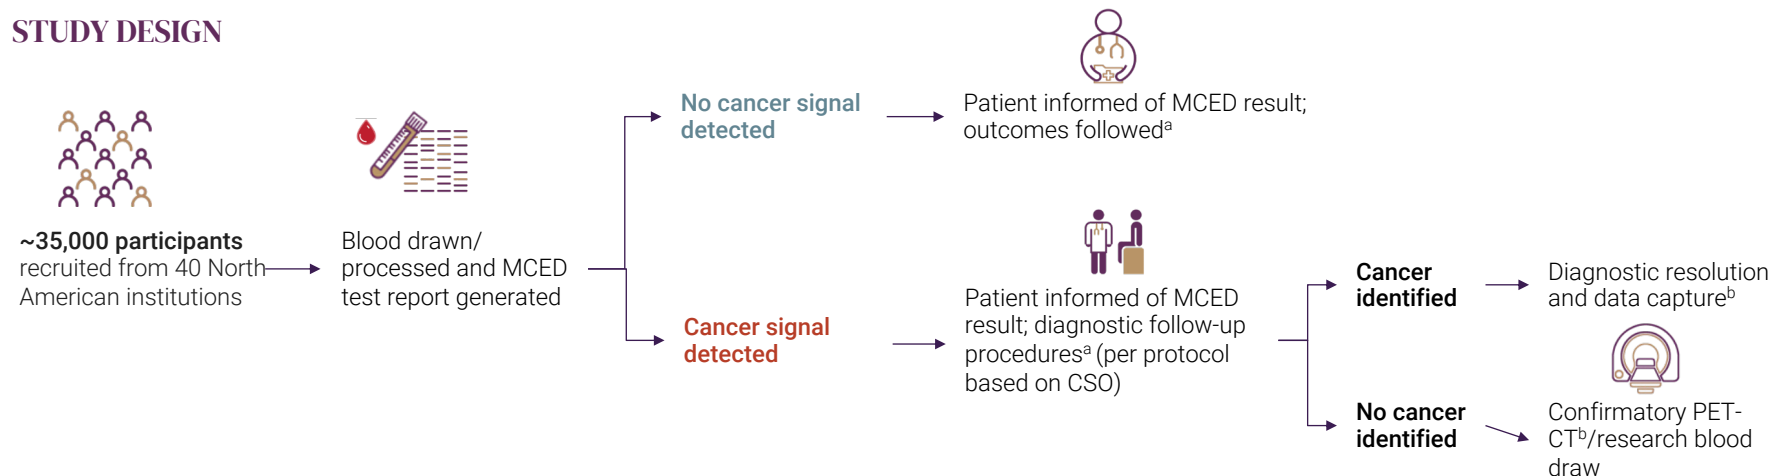 STUDY DESIGN
~35,000 participants
recruited from 40 North
American institutions
Blood drawn/
processed and MCED
test report generated
No cancer signal
detected
Patient informed of MCED result;
outcomes followedᵃ
Cancer signal
detected
Patient informed of MCED
result; diagnostic follow-up
proceduresᵃ (per protocol
based on CSO)
Cancer
identified
Diagnostic resolution
and data captureᵇ
No cancer
identified
Confirmatory PET-
CTᵇ/research blood
draw